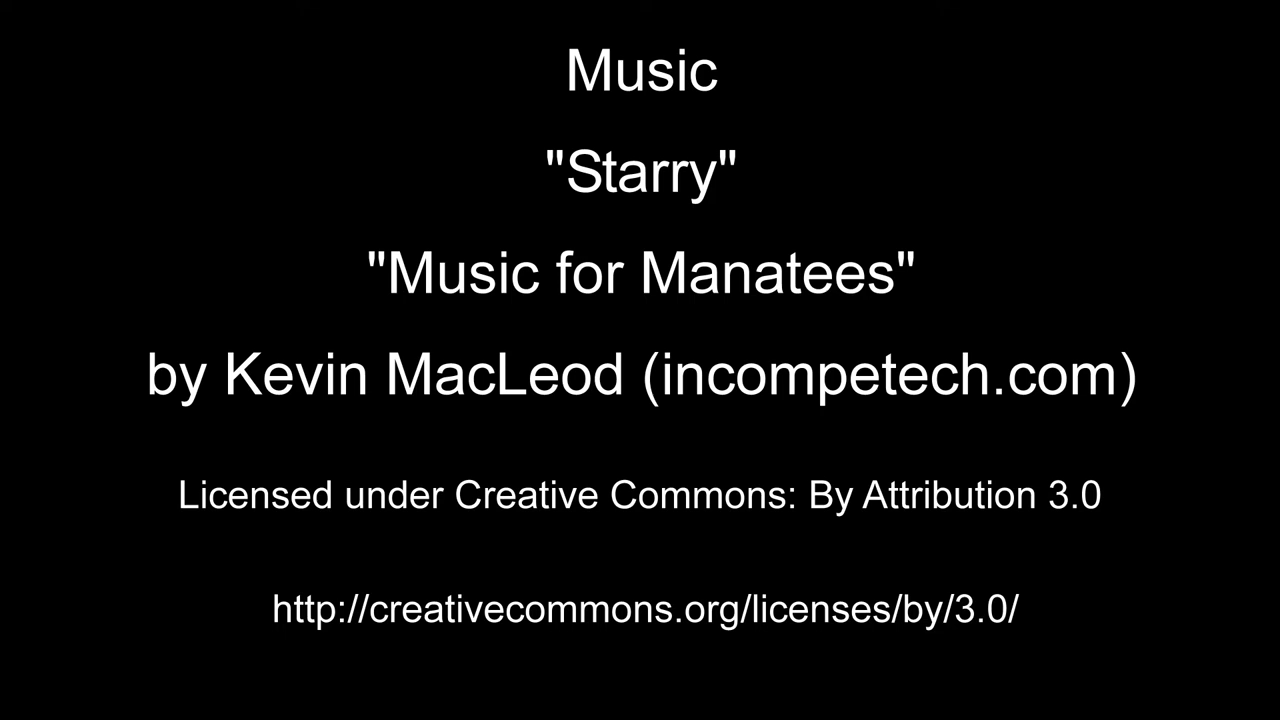 Music
"Starry"
"Music for Manatees"
by Kevin MacLeod (incompetech.com)
Licensed under Creative Commons: By Attribution 3.0
http://creativecommons.org/licenses/by/3.0/